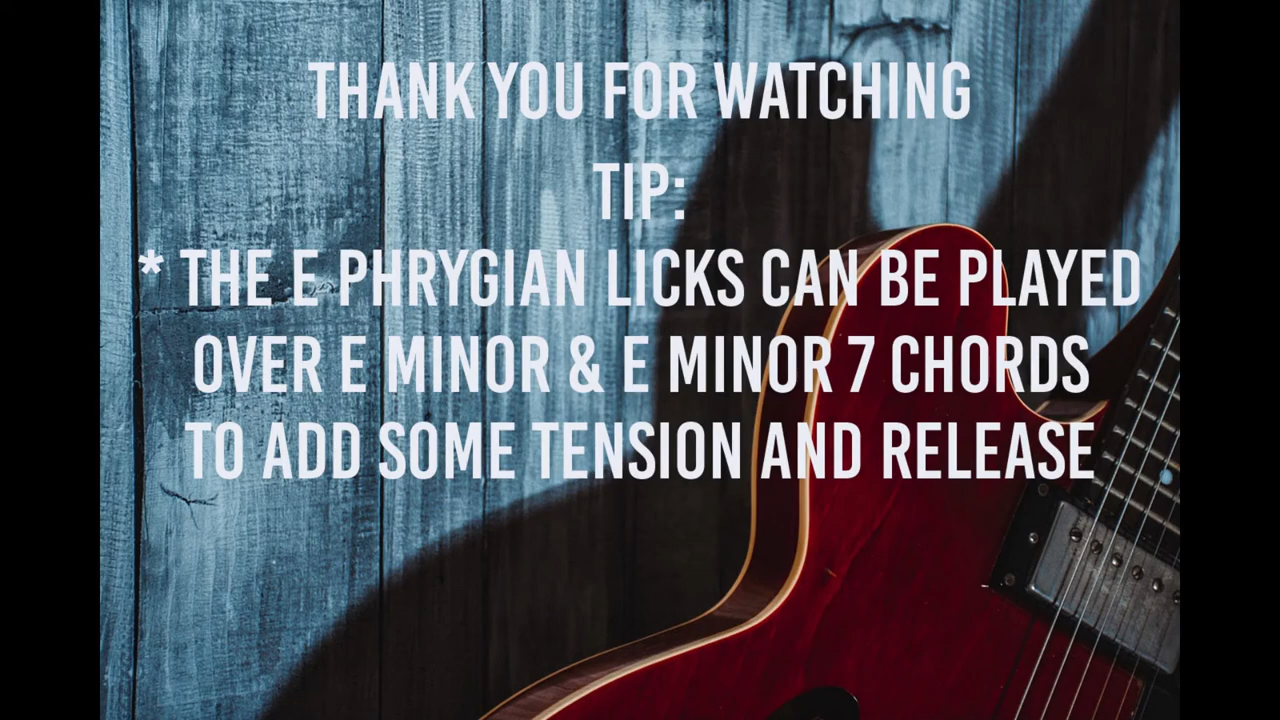 THANK YOU FOR WATCHING
TIP:
* THE E PHRYGIAN LICKS CAN BE PLAYED
OVER E MINOR & E MINOR 7 CHORDS
TO ADD SOME TENSION AND RELEASE